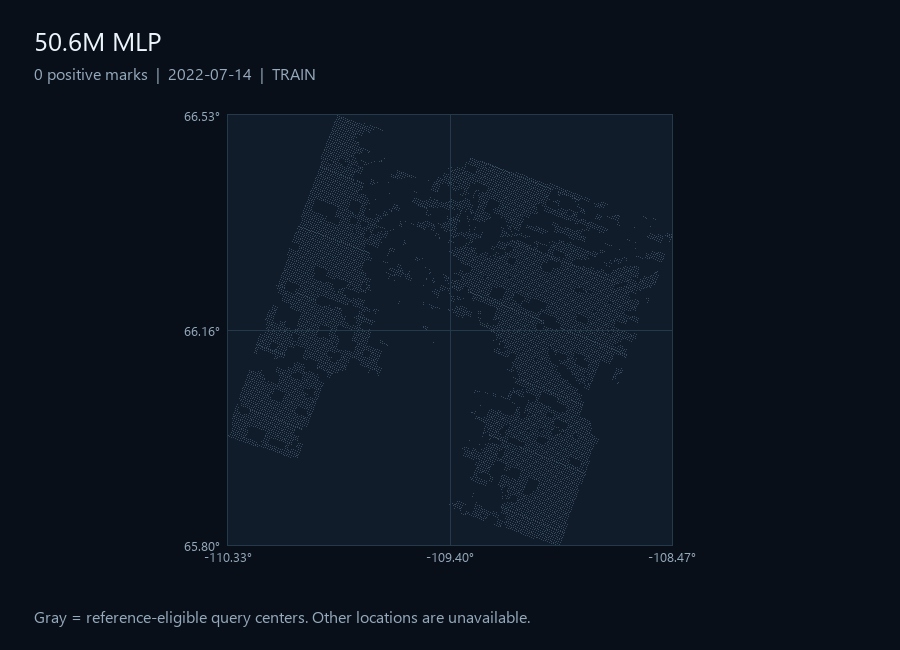 50.6M MLP
0 positive marks | 2022-07-14 | TRAIN
66.53°
66.16°
65.80°
-110.33°
-109.40°
-108.47°
Gray = reference-eligible query centers. Other locations are unavailable.